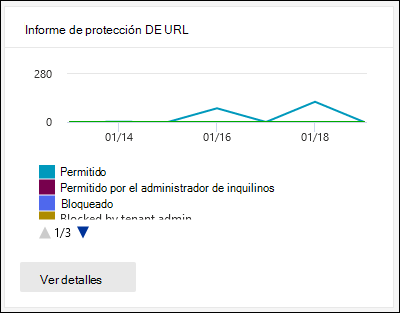 Informe de protección DE URL
280
0
01/14
01/16
01/18
Permitido
Permitido por el administrador de inquilinos
Bloqueado
Blocked by tenant admin
1/3
Ver detalles